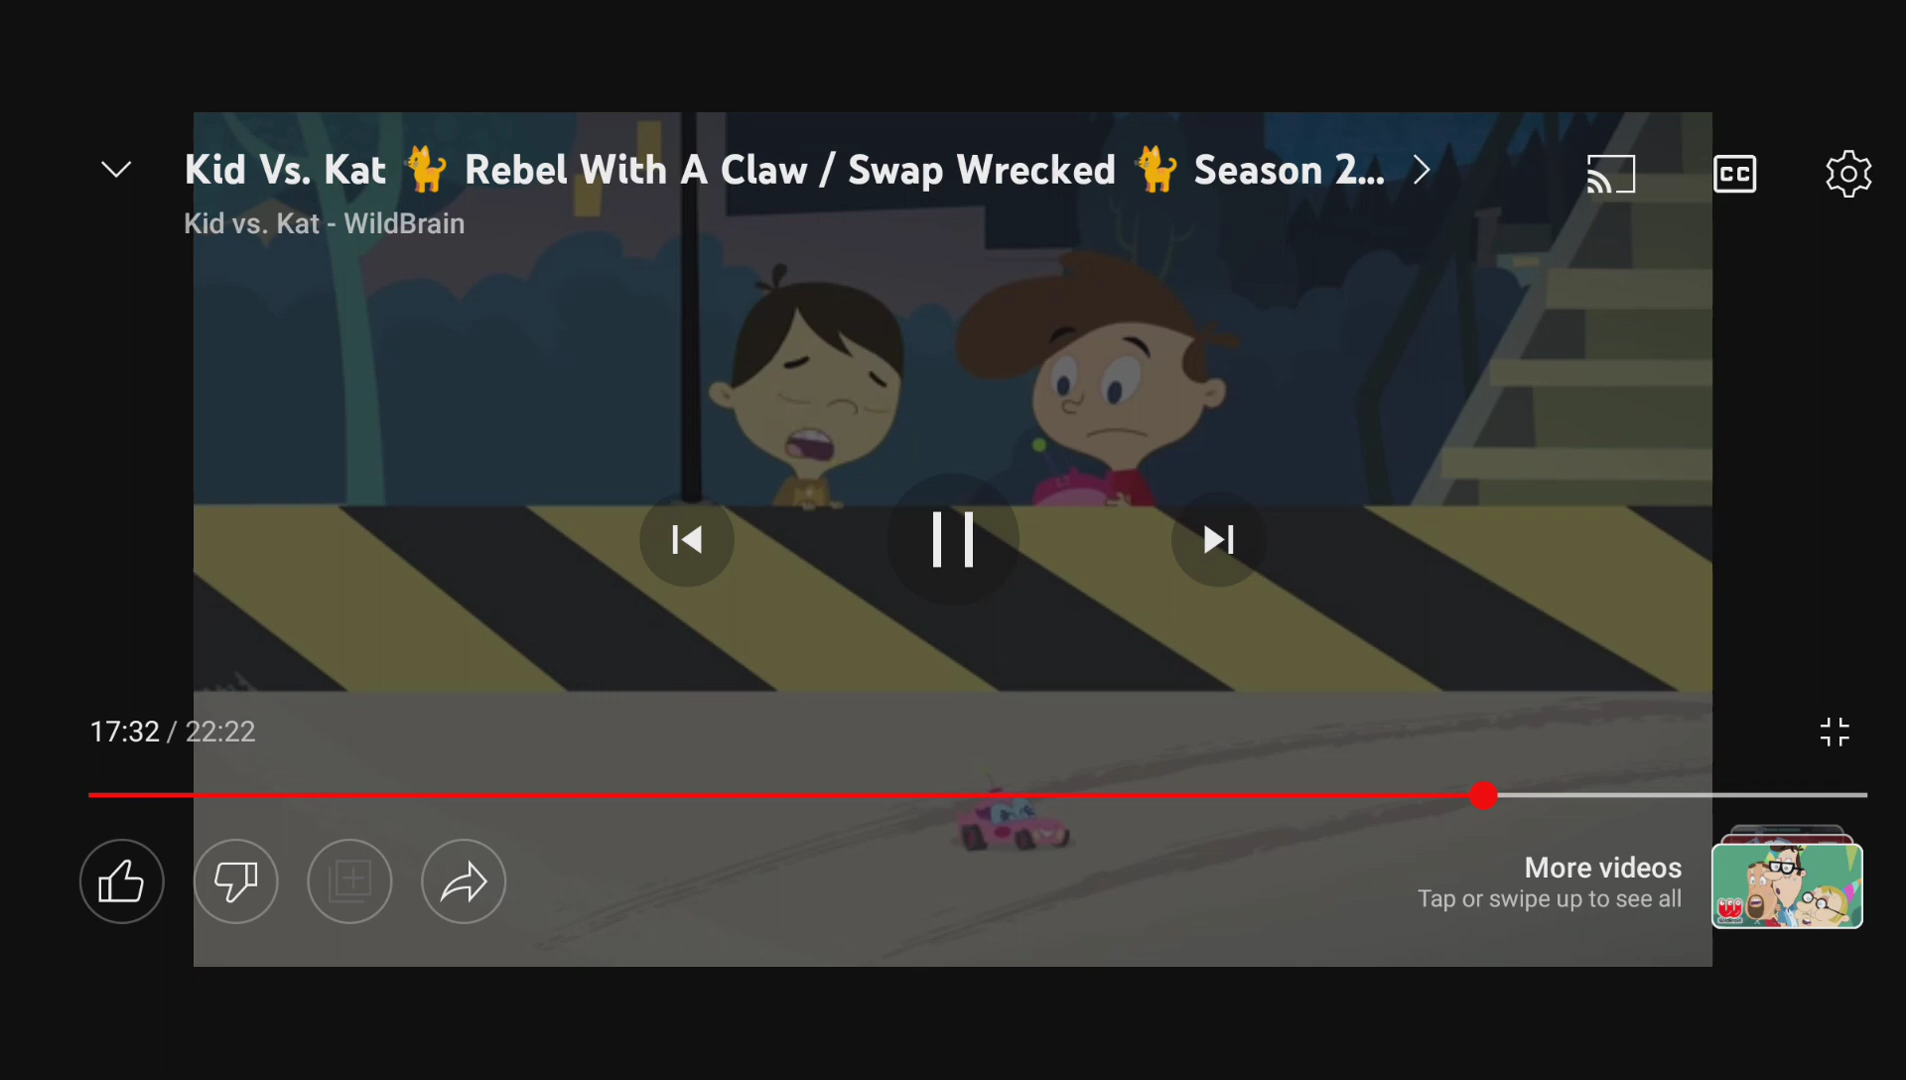 Kid Vs. Kat 🐈 Rebel With A Claw / Swap Wrecked 🐈 Season 2...
Kid vs. Kat - WildBrain
CC
17:32 / 22:22
More videos
Tap or swipe up to see all